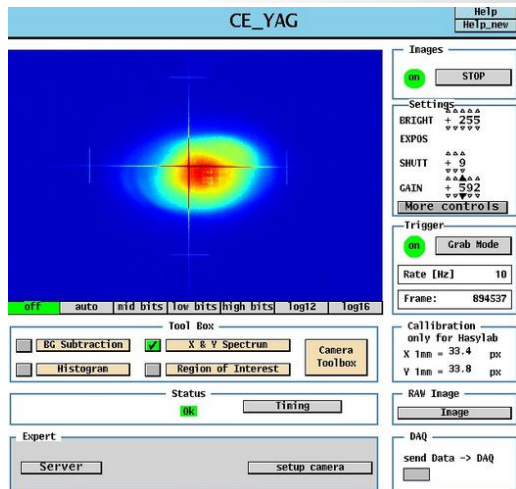 CE_YAG
Help
Help_new
Images
on
STOP
Settings
BRIGHT + 255
EXPOS
SHUTT + 9
GAIN + 592
More controls
Trigger
on
Grab Mode
Rate [Hz] 10
Frame: 894537
off auto mid bits low bits high bits log12 log16
Tool Box
BG Subtraction
X & Y Spectrum
Histogram
Region of Interest
Camera
Toolbox
Callibration
only for Hasylab
X 1mm = 33.4 px
Y 1mm = 33.8 px
Status
Ok
Timing
RAW Image
Image
Expert
Server
setup camera
DAQ
send Data -> DAQ